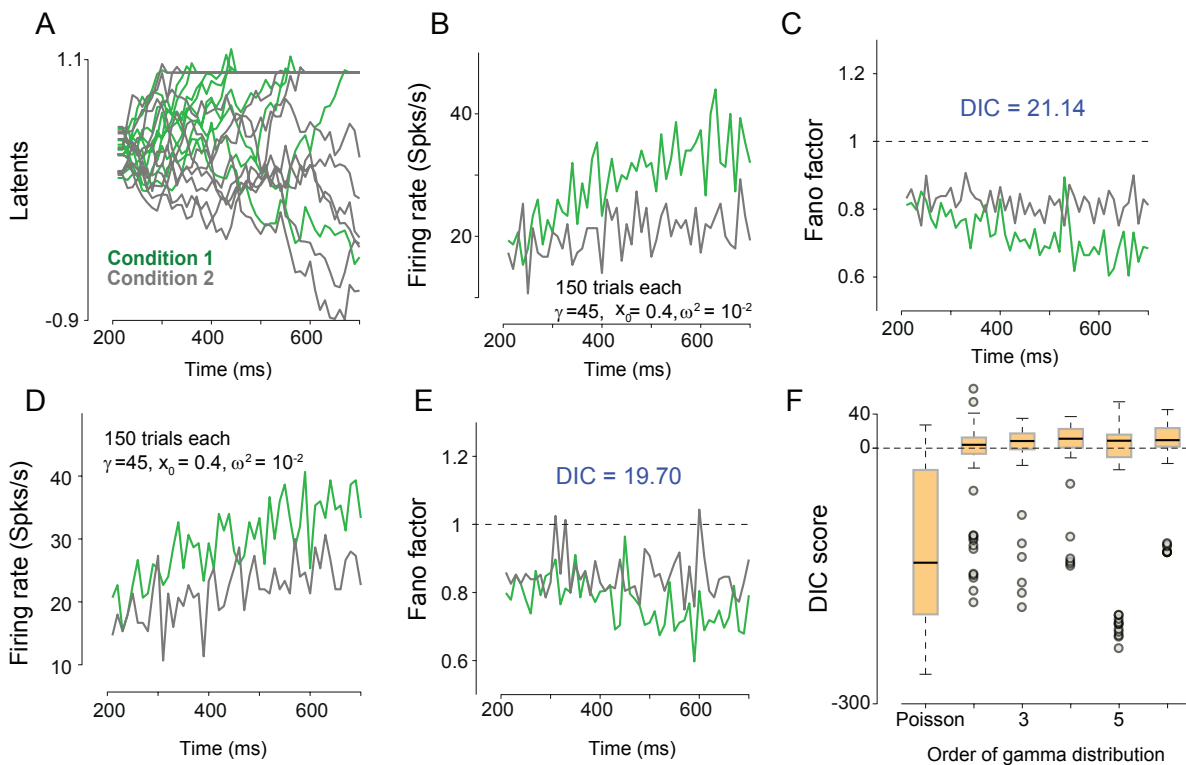 A
1.1
Latents
-0.9
Condition 1
Condition 2
200
400
600
Time (ms)
B
Firing rate (Spks/s)
40
20
150 trials each
γ=45, x₀= 0.4, ω² = 10⁻²
200
400
600
Time (ms)
C
Fano factor
1.2
1
0.8
0.6
DIC = 21.14
200
400
600
Time (ms)
D
Firing rate (Spks/s)
40
30
20
10
150 trials each
γ=45, x₀ = 0.4, ω² = 10⁻²
200
400
600
Time (ms)
E
Fano factor
1.2
1
0.8
0.6
DIC = 19.70
200
400
600
Time (ms)
F
DIC score
40
0
-300
Poisson
3
5
Order of gamma distribution